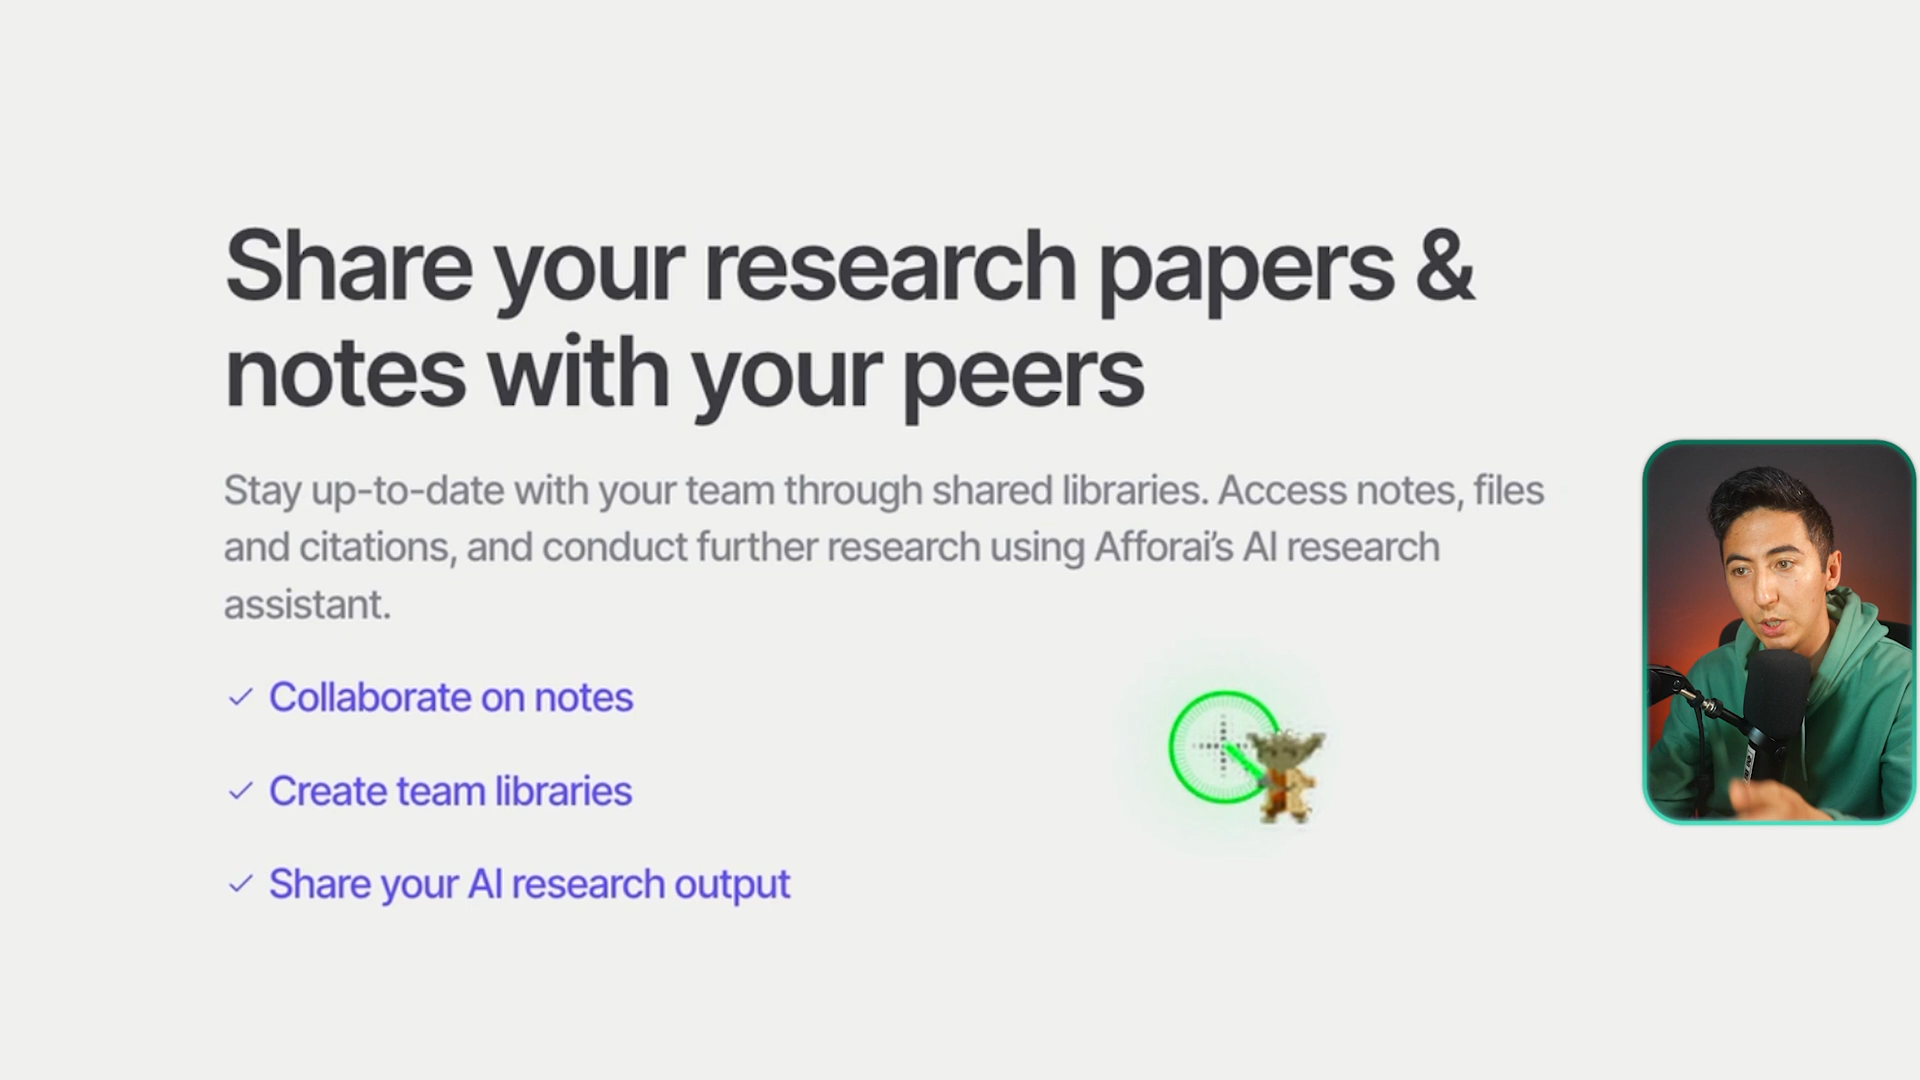 Share your research papers &
notes with your peers
Stay up-to-date with your team through shared libraries. Access notes, files
and citations, and conduct further research using Afforai’s AI research
assistant.
Collaborate on notes
Create team libraries
Share your AI research output